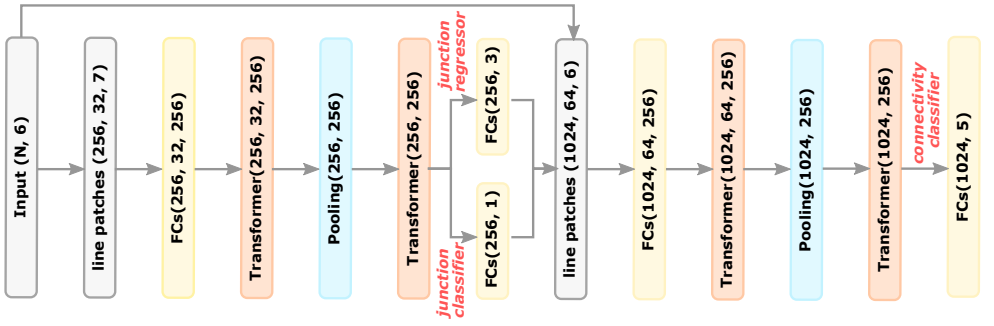 Input (N, 6)
line patches (256, 32, 7)
FCs(256, 32, 256)
Transformer(256, 32, 256)
Pooling(256, 256)
Transformer(256, 256)
junction
regressor
FCs(256, 3)
junction
classifier
FCs(256, 1)
line patches (1024, 64, 6)
FCs(1024, 64, 256)
Transformer(1024, 64, 256)
Pooling(1024, 256)
Transformer(1024, 256)
connectivity
classifier
FCs(1024, 5)